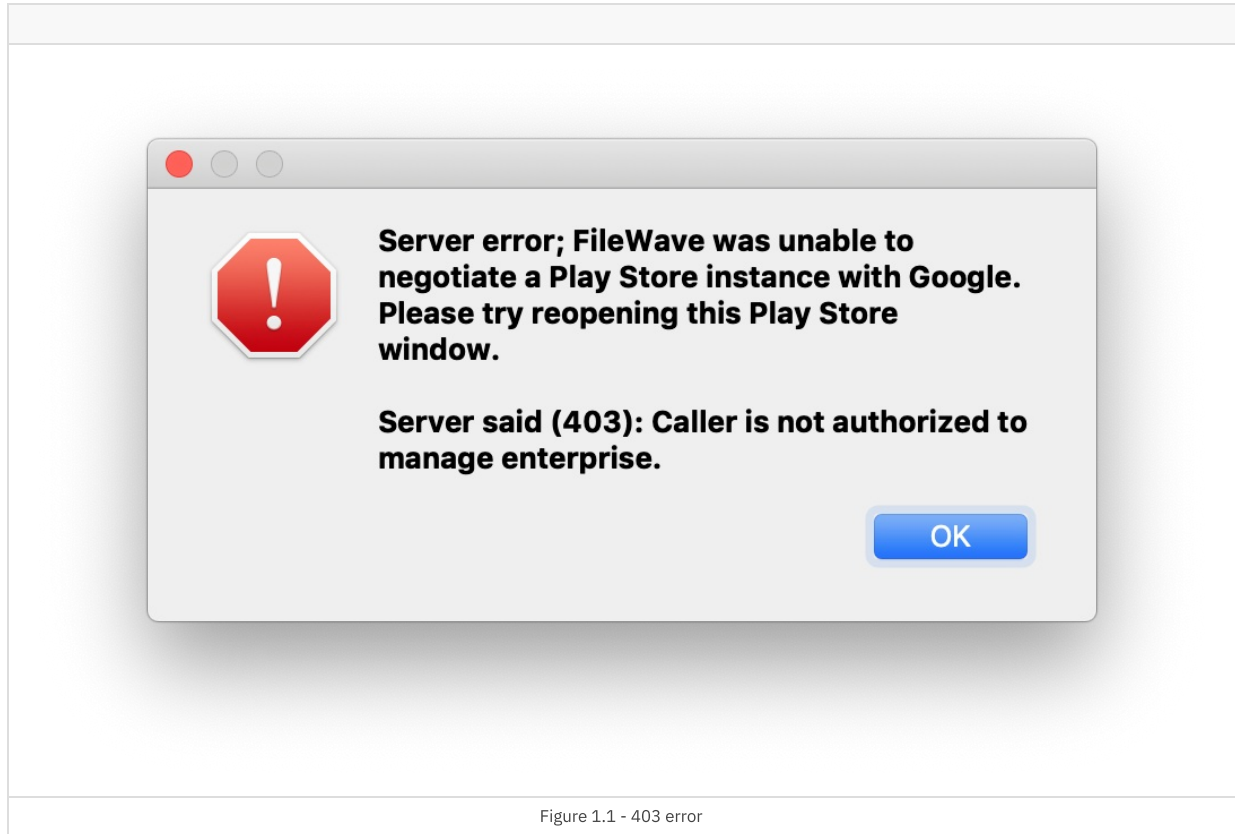 Server error; FileWave was unable to
negotiate a Play Store instance with Google.
Please try reopening this Play Store
window.
Server said (403): Caller is not authorized to
manage enterprise.
OK
Figure 1.1 - 403 error